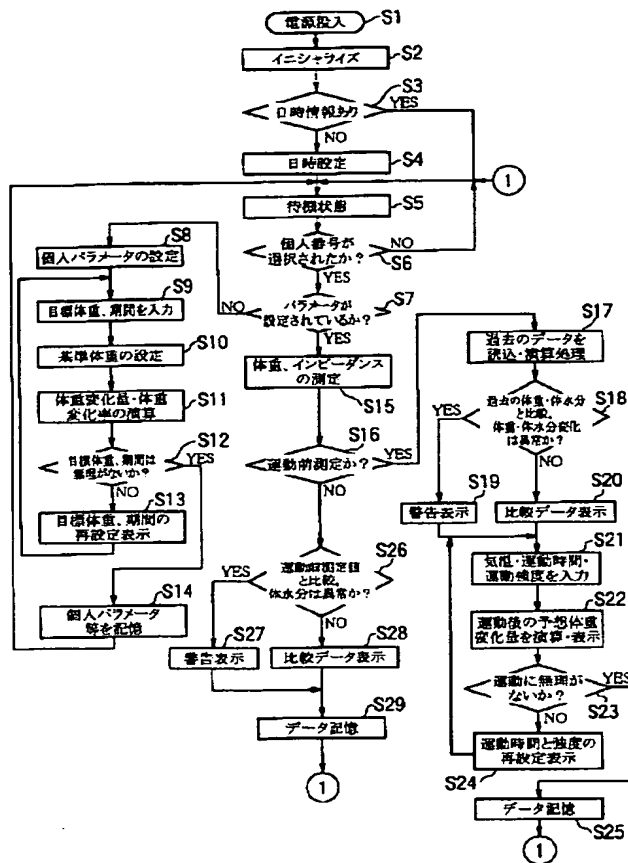 電源投入
S1
イニシャライズ
S2
日時情報あり
S3
YES
NO
日時設定
S4
1
待機状態
S5
個人番号が
選択されたか？
S6
NO
YES
パラメータが
設定されているか？
S7
NO
YES
S8
個人パラメータの設定
S9
目標体重、期間を入力
S10
基準体重の設定
S11
体重変化量・体重
変化率の演算
S12
目標体重、期間は
無理がないか？
YES
NO
S13
目標体重、期間の
再設定表示
S14
個人パラメータ
等を記憶
体重、インピーダンス
の測定
S15
S16
運動前測定か？
YES
NO
S17
過去のデータを
読込・演算処理
S18
過去の体重・体水分
と比較。
体重・体水分変化
は異常か？
YES
NO
S19
警告表示
S20
比較データ表示
S21
気温・運動時間・
運動強度を入力
S22
運動後の予想体重
変化量を演算・表示
運動に無理が
ないか？
YES
S23
NO
運動時間と強度の
再設定表示
S24
データ記憶
S25
1
S26
運動前測定値
と比較。
体水分は異常か？
YES
NO
S27
警告表示
S28
比較データ表示
S29
データ記憶
1